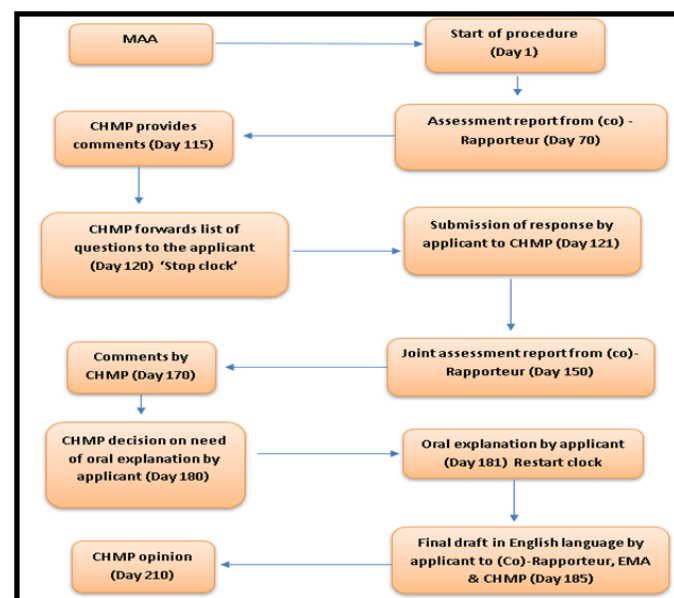 MAA
Start of procedure
(Day 1)
Assessment report from (co) -
Rapporteur (Day 70)
CHMP provides
comments (Day 115)
CHMP forwards list of
questions to the applicant
(Day 120) ‘Stop clock’
Submission of response by
applicant to CHMP (Day 121)
Joint assessment report from (co)-
Rapporteur (Day 150)
Comments by
CHMP (Day 170)
CHMP decision on need
of oral explanation by
applicant (Day 180)
Oral explanation by applicant
(Day 181) Restart clock
Final draft in English language by
applicant to (Co)-Rapporteur, EMA
& CHMP (Day 185)
CHMP opinion
(Day 210)